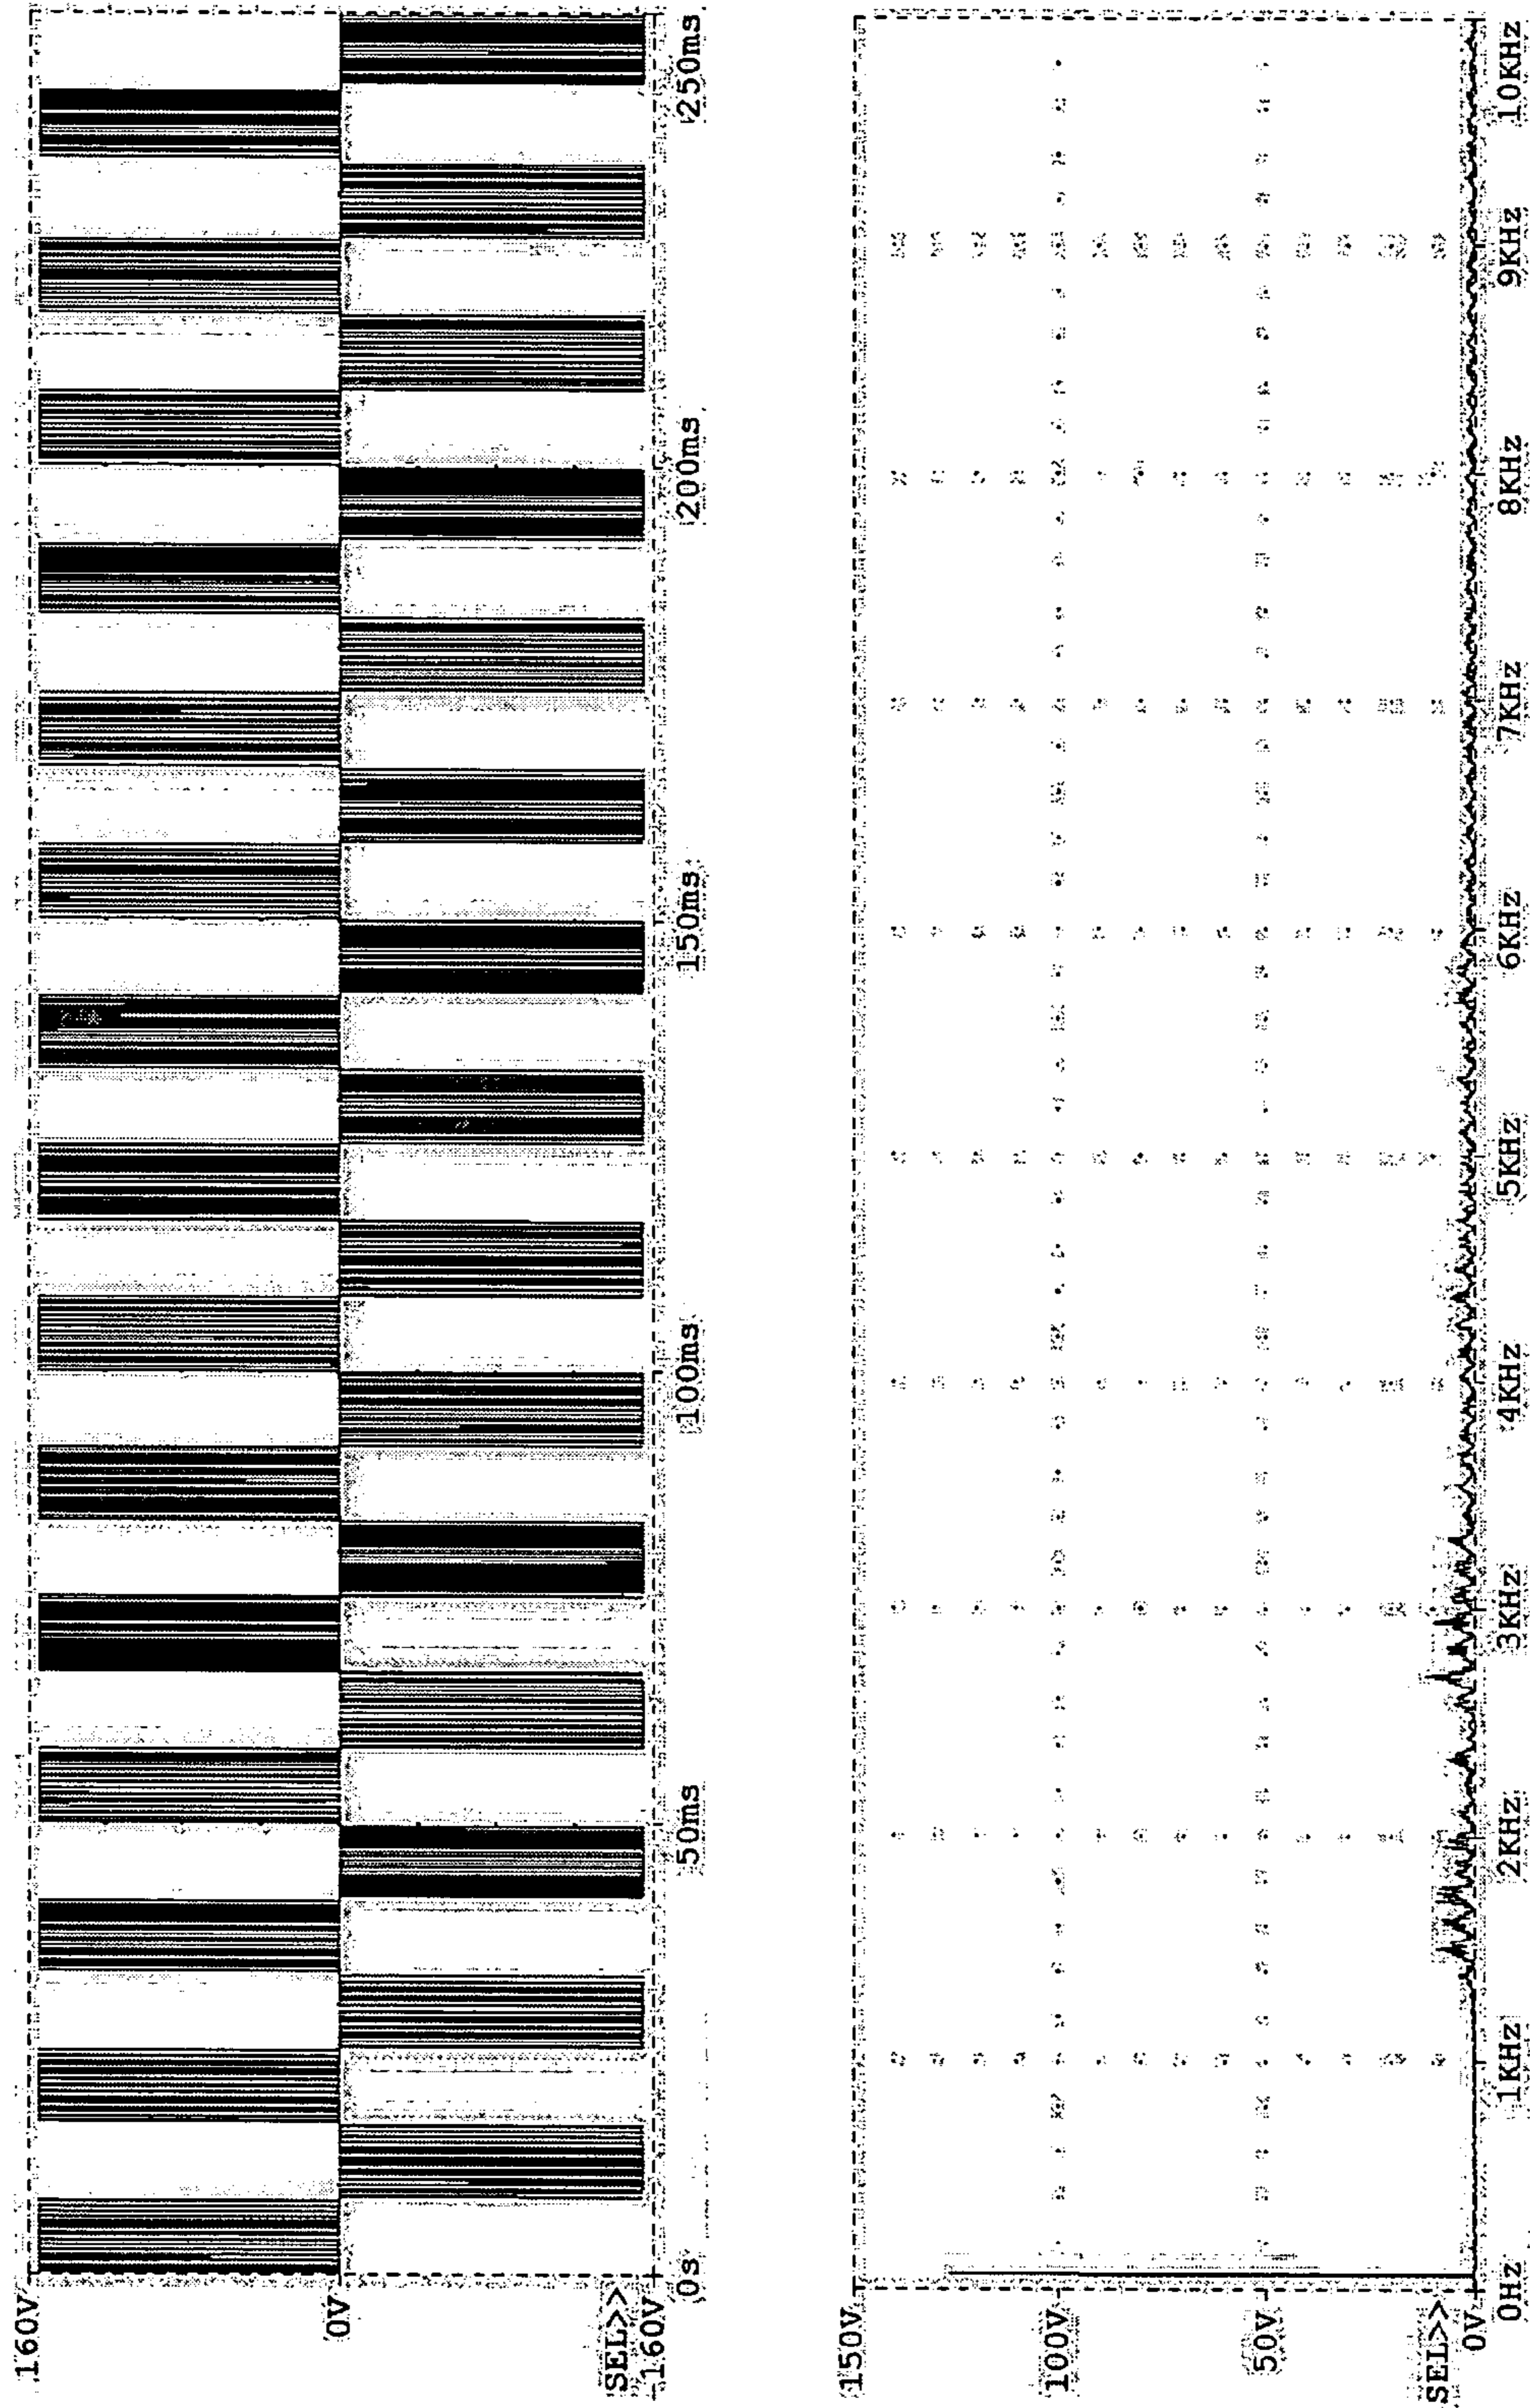 160V
0V
SEL>>
-160V
0s
50ms
100ms
150ms
200ms
250ms
150V
100V
50V
SEL>>
0V
0Hz
1KHz
2KHz
3KHz
4KHz
5KHz
6KHz
7KHz
8KHz
9KHz
10KHz